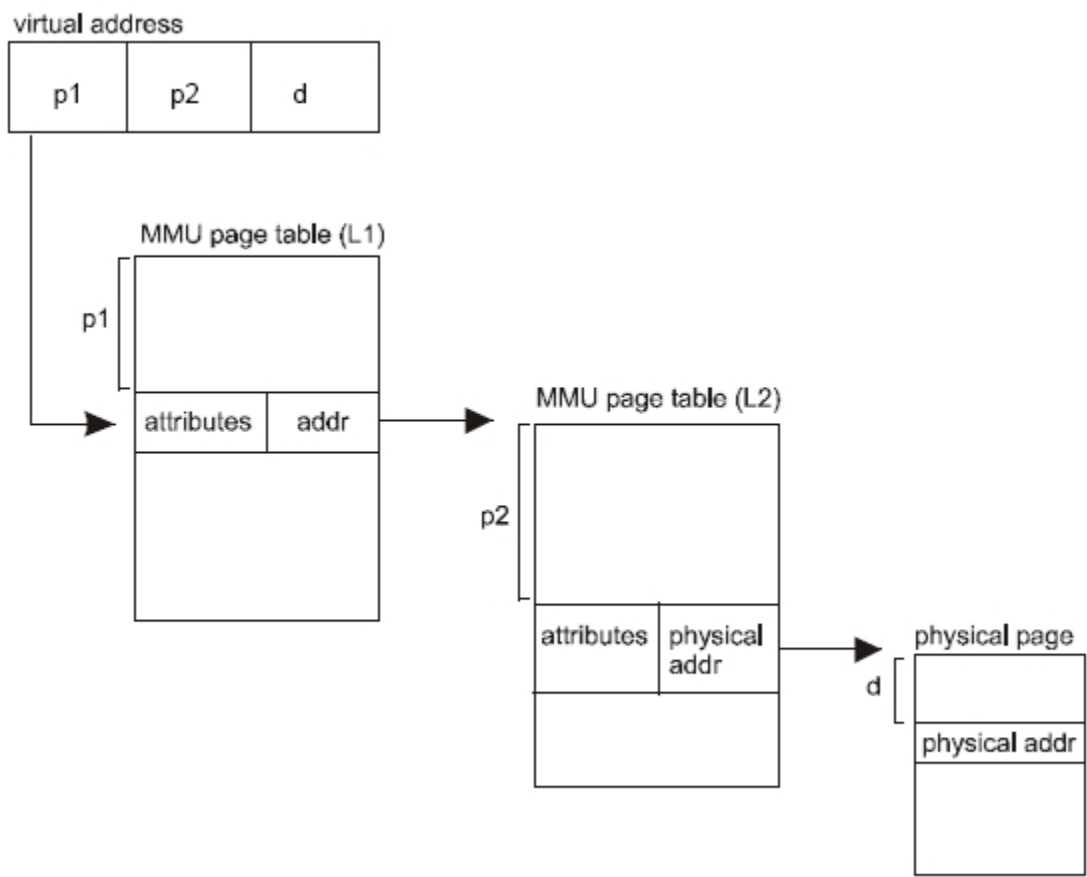 virtual address
p1 p2 d
MMU page table (L1)
p1
attributes addr
MMU page table (L2)
p2
attributes physical
addr
physical page
d
physical addr